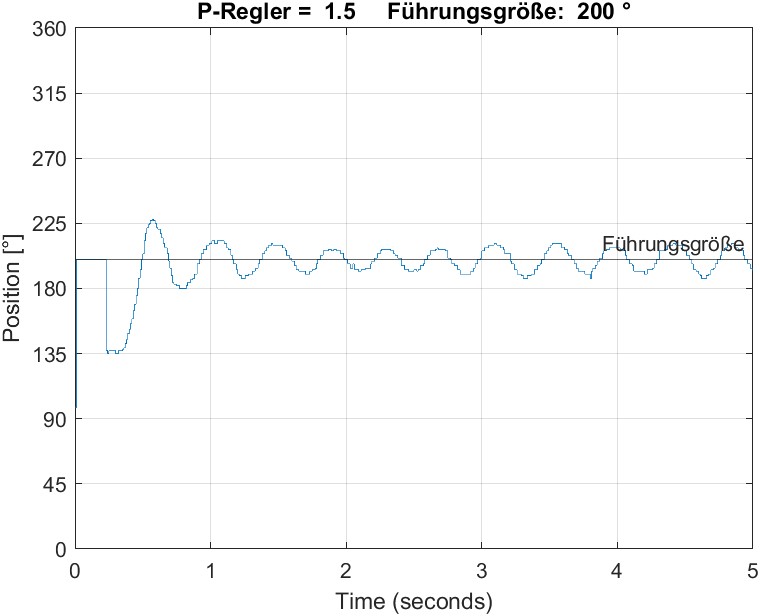 P-Regler = 1.5 Führungsgröße: 200 °
360
315
270
225
180
135
90
45
0
Position [°]
Führungsgröße
0 1 2 3 4 5
Time (seconds)